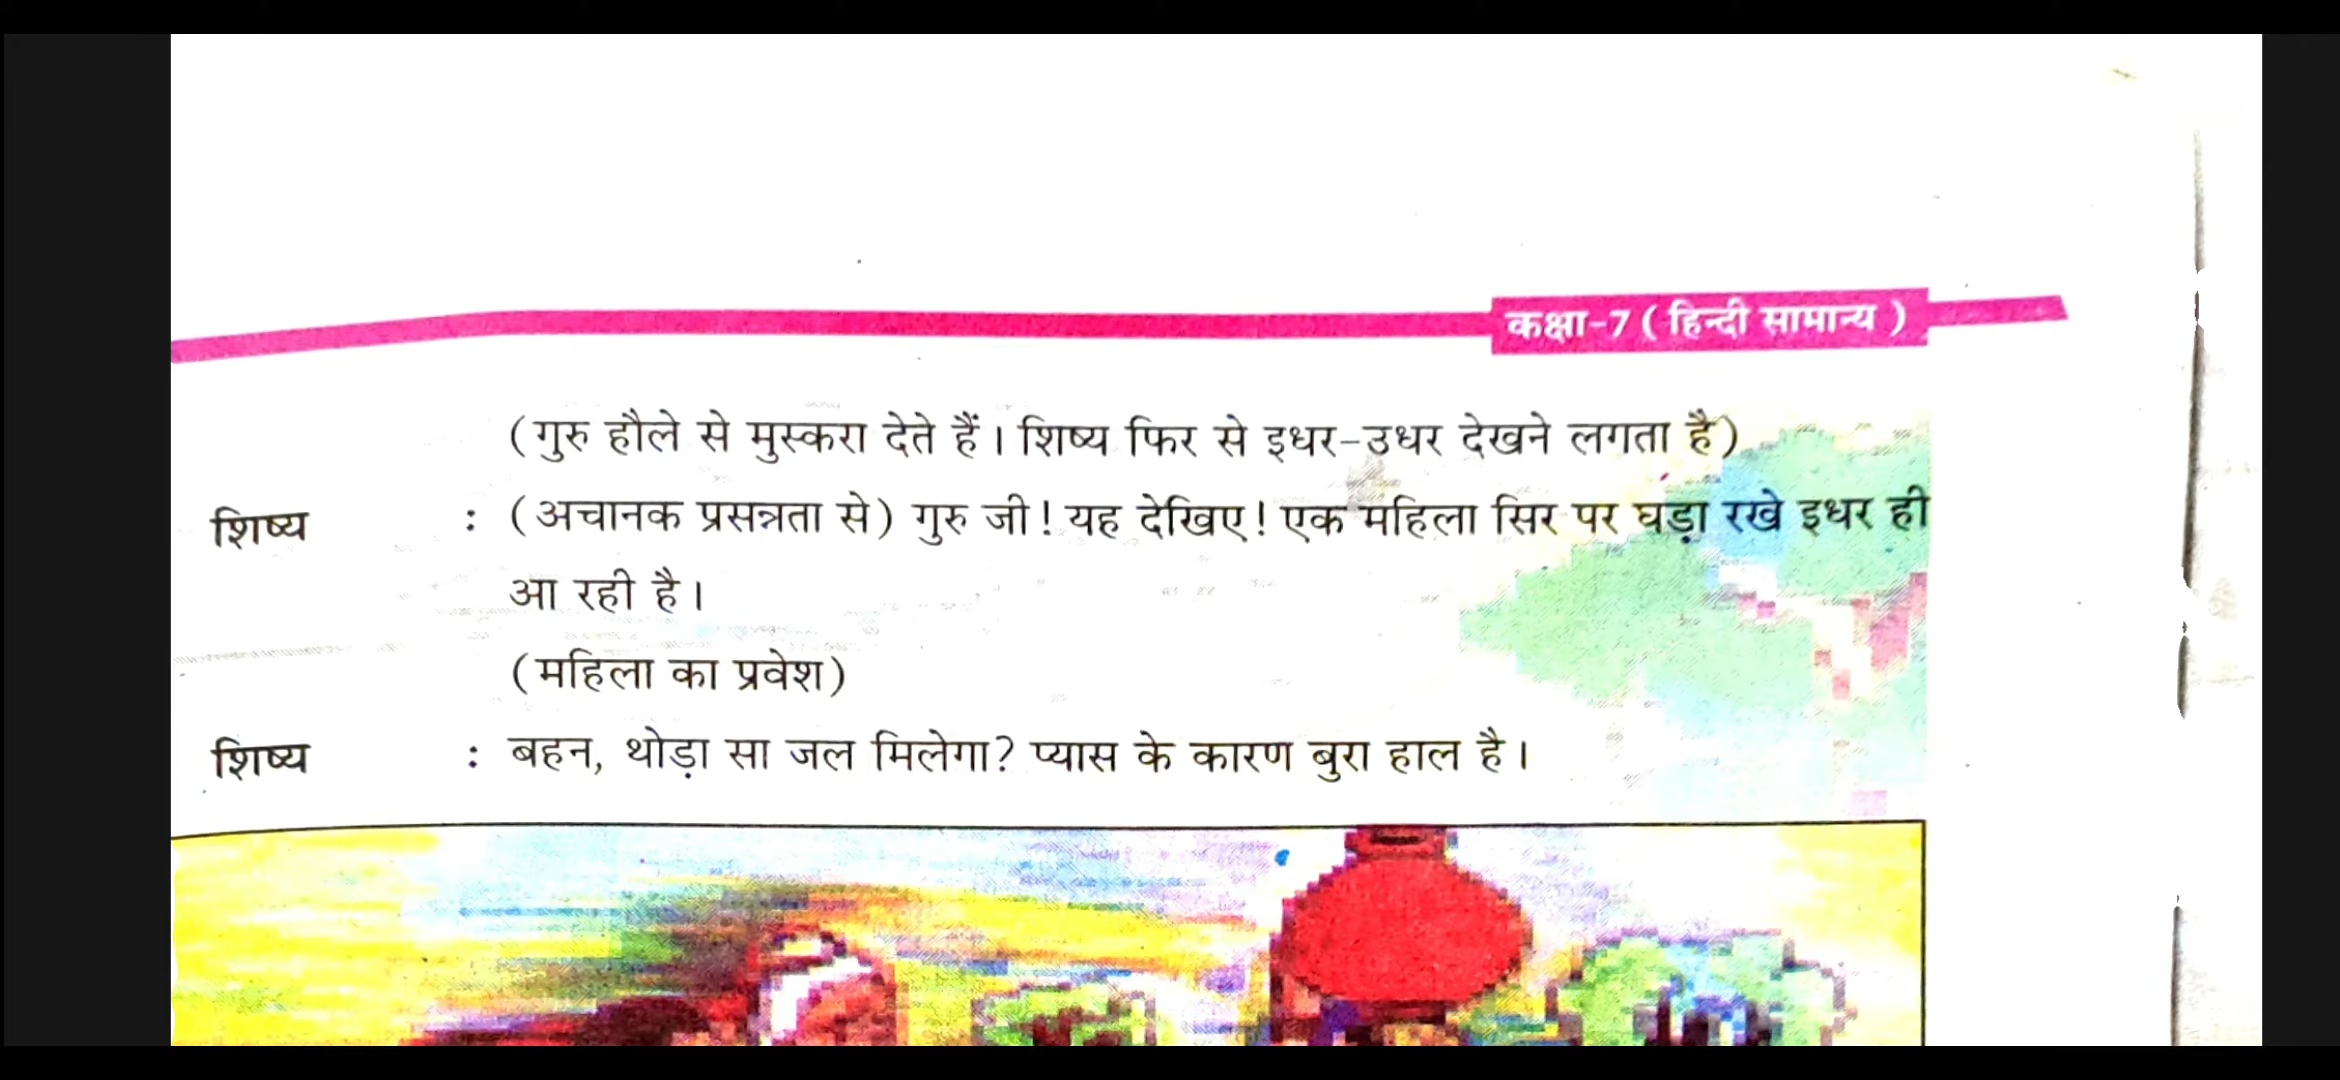 कक्षा-7 ( हिन्दी सामान्य )
(गुरु हौले से मुस्करा देते हैं। शिष्य फिर से इधर-उधर देखने लगता है)
शिष्य : (अचानक प्रसन्नता से) गुरु जी! यह देखिए! एक महिला सिर पर घड़ा रखे इधर ही
आ रही है।
(महिला का प्रवेश)
शिष्य : बहन, थोड़ा सा जल मिलेगा? प्यास के कारण बुरा हाल है।